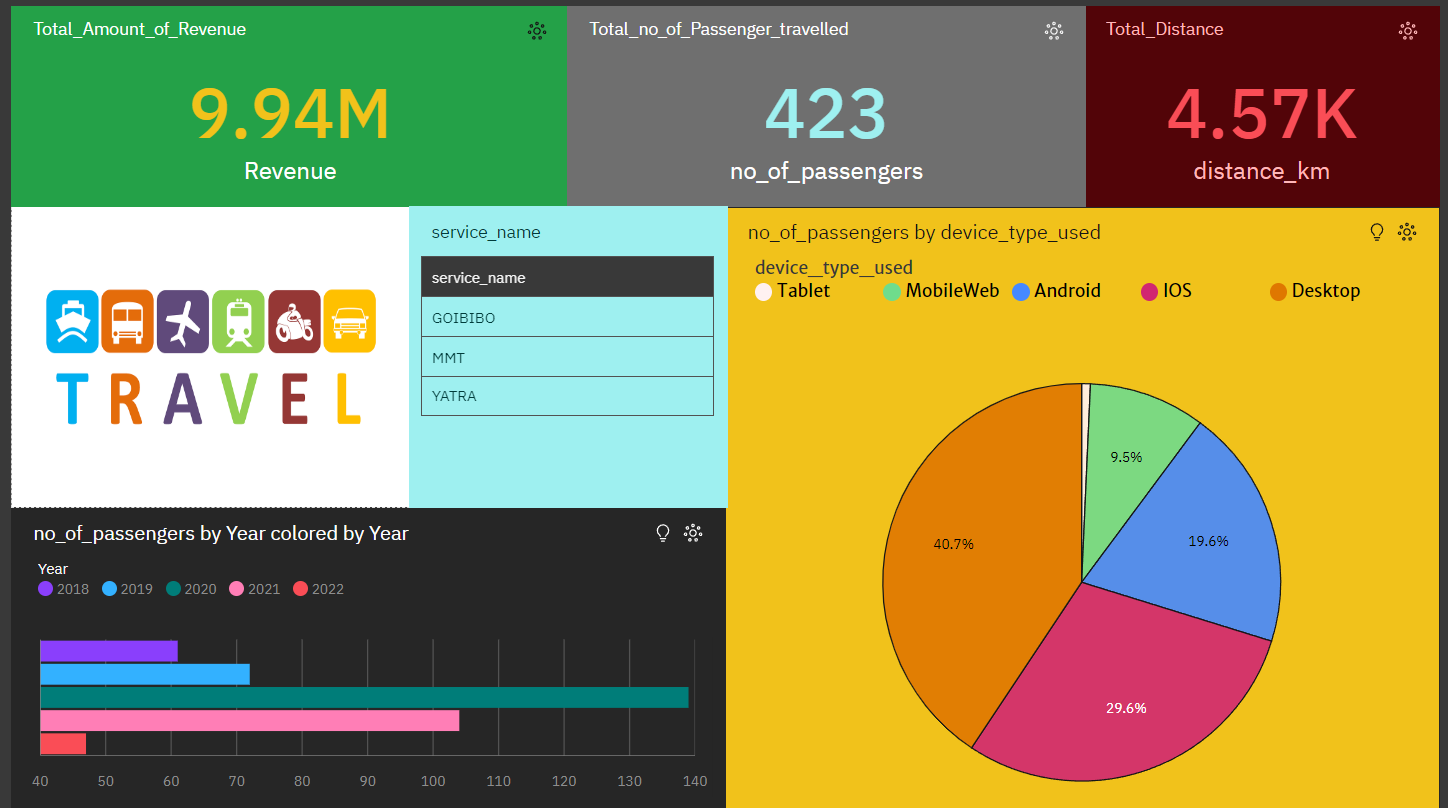 Total_Amount_of_Revenue
9.94M
Revenue
Total_no_of_Passenger_travelled
423
no_of_passengers
Total_Distance
4.57K
distance_km
TRAVEL
service_name
service_name
GOIBIBO
MMT
YATRA
no_of_passengers by device_type_used
device_type_used
Tablet MobileWeb Android IOS Desktop
9.5%
19.6%
40.7%
29.6%
no_of_passengers by Year colored by Year
Year
2018 2019 2020 2021 2022
40 50 60 70 80 90 100 110 120 130 140